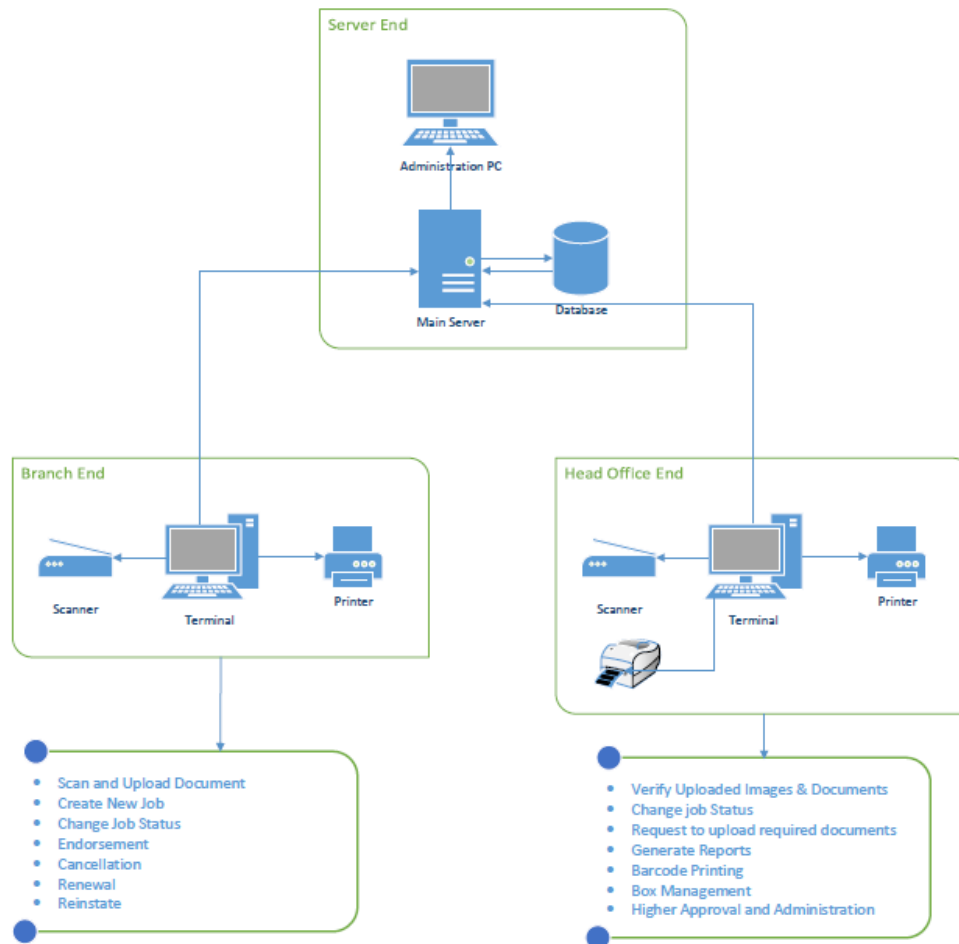 Server End
Administration PC
Main Server
Database
Branch End
Scanner
Terminal
Printer
Head Office End
Scanner
Terminal
Printer
Scan and Upload Document
Create New Job
Change Job Status
Endorsement
Cancellation
Renewal
Reinstate
Verify Uploaded Images & Documents
Change job Status
Request to upload required documents
Generate Reports
Barcode Printing
Box Management
Higher Approval and Administration